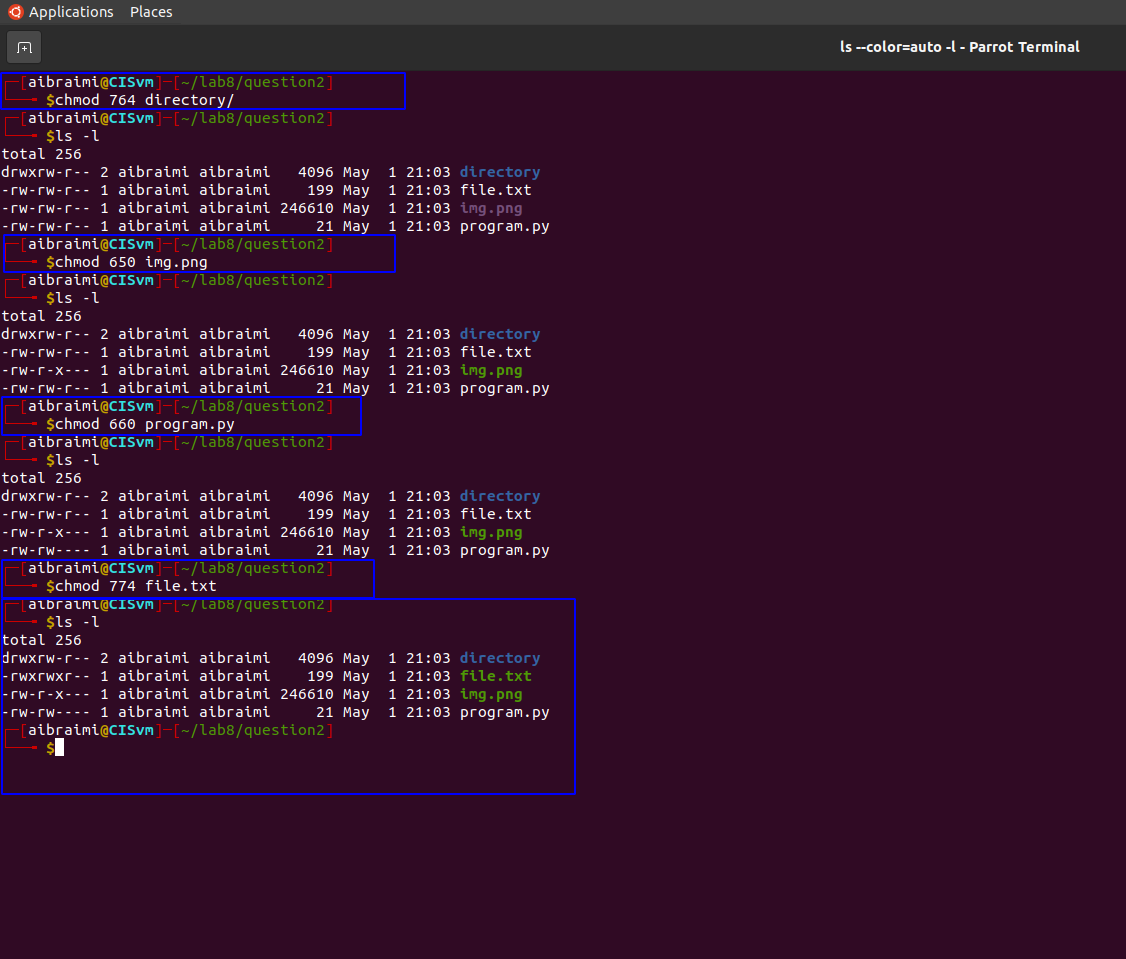 Applications Places
ls --color=auto -l - Parrot Terminal
┌─[aibraimi@CISvm]─[~/lab8/question2]
└──╼ $chmod 764 directory/
┌─[aibraimi@CISvm]─[~/lab8/question2]
└──╼ $ls -l
total 256
drwxrw-r-- 2 aibraimi aibraimi   4096 May  1 21:03 directory
-rw-rw-r-- 1 aibraimi aibraimi    199 May  1 21:03 file.txt
-rw-rw-r-- 1 aibraimi aibraimi 246610 May  1 21:03 img.png
-rw-rw-r-- 1 aibraimi aibraimi     21 May  1 21:03 program.py
┌─[aibraimi@CISvm]─[~/lab8/question2]
└──╼ $chmod 650 img.png
┌─[aibraimi@CISvm]─[~/lab8/question2]
└──╼ $ls -l
total 256
drwxrw-r-- 2 aibraimi aibraimi   4096 May  1 21:03 directory
-rw-rw-r-- 1 aibraimi aibraimi    199 May  1 21:03 file.txt
-rw-r-x--- 1 aibraimi aibraimi 246610 May  1 21:03 img.png
-rw-rw-r-- 1 aibraimi aibraimi     21 May  1 21:03 program.py
┌─[aibraimi@CISvm]─[~/lab8/question2]
└──╼ $chmod 660 program.py
┌─[aibraimi@CISvm]─[~/lab8/question2]
└──╼ $ls -l
total 256
drwxrw-r-- 2 aibraimi aibraimi   4096 May  1 21:03 directory
-rw-rw-r-- 1 aibraimi aibraimi    199 May  1 21:03 file.txt
-rw-r-x--- 1 aibraimi aibraimi 246610 May  1 21:03 img.png
-rw-rw---- 1 aibraimi aibraimi     21 May  1 21:03 program.py
┌─[aibraimi@CISvm]─[~/lab8/question2]
└──╼ $chmod 774 file.txt
┌─[aibraimi@CISvm]─[~/lab8/question2]
└──╼ $ls -l
total 256
drwxrw-r-- 2 aibraimi aibraimi   4096 May  1 21:03 directory
-rwxrwxr-- 1 aibraimi aibraimi    199 May  1 21:03 file.txt
-rw-r-x--- 1 aibraimi aibraimi 246610 May  1 21:03 img.png
-rw-rw---- 1 aibraimi aibraimi     21 May  1 21:03 program.py
┌─[aibraimi@CISvm]─[~/lab8/question2]
└──╼ $